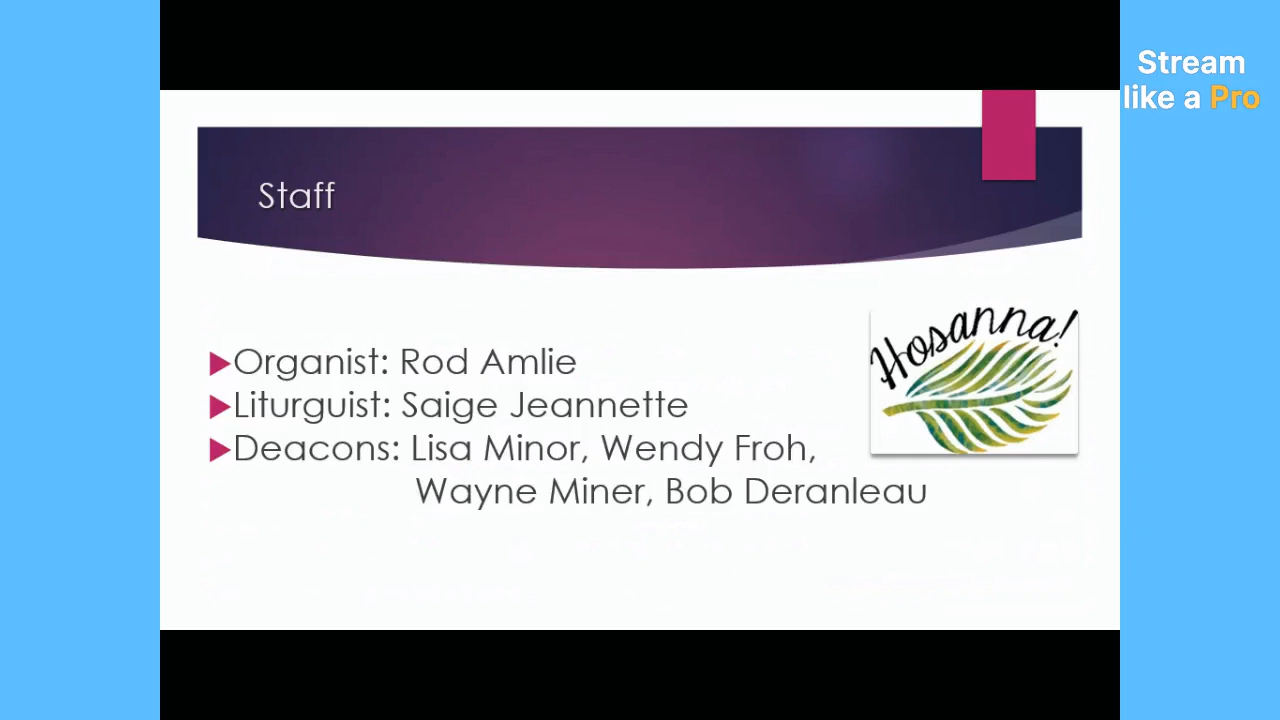 Stream
like a Pro
Staff
Hosanna!
Organist: Rod Amlie
Liturguist: Saige Jeannette
Deacons: Lisa Minor, Wendy Froh,
Wayne Miner, Bob Deranleau